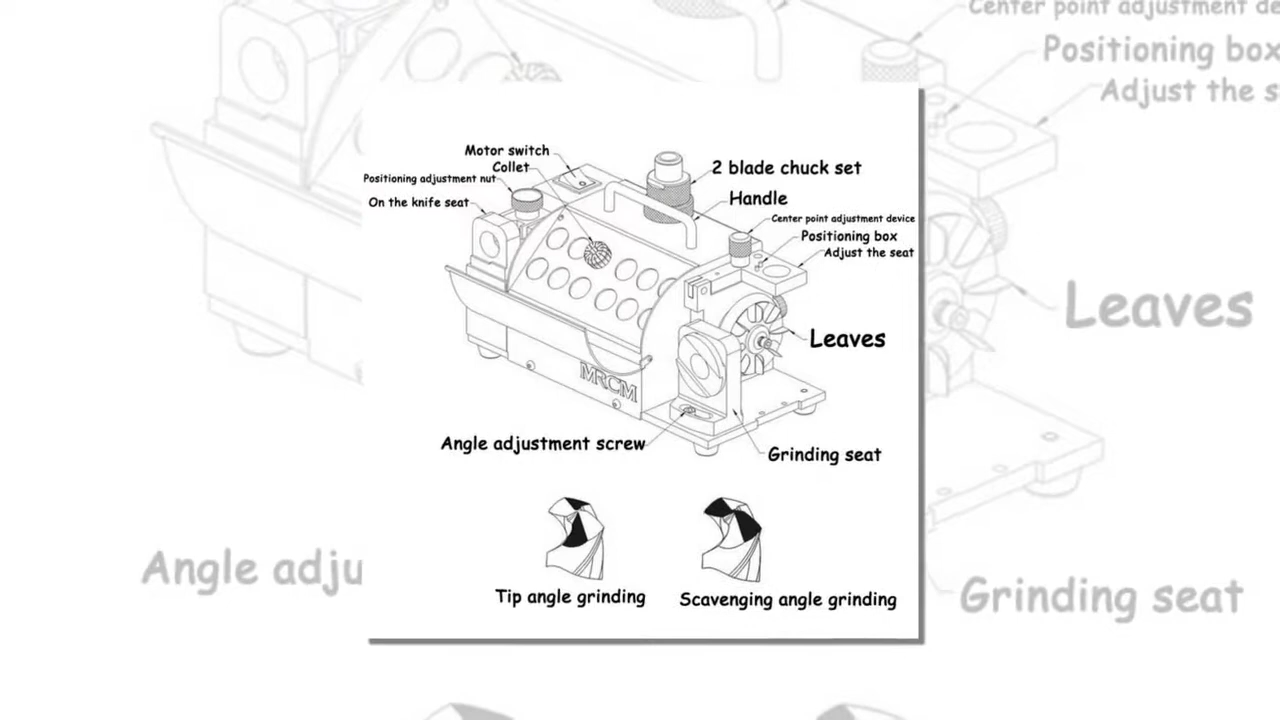 Center point adjustment de
Positioning box
Adjust the s
Motor switch
Collet
Positioning adjustment nut
On the knife seat
2 blade chuck set
Handle
Center point adjustment device
Positioning box
Adjust the seat
Leaves
Leaves
MRCM
Angle adjustment screw
Grinding seat
Angle adju
Grinding seat
Tip angle grinding
Scavenging angle grinding